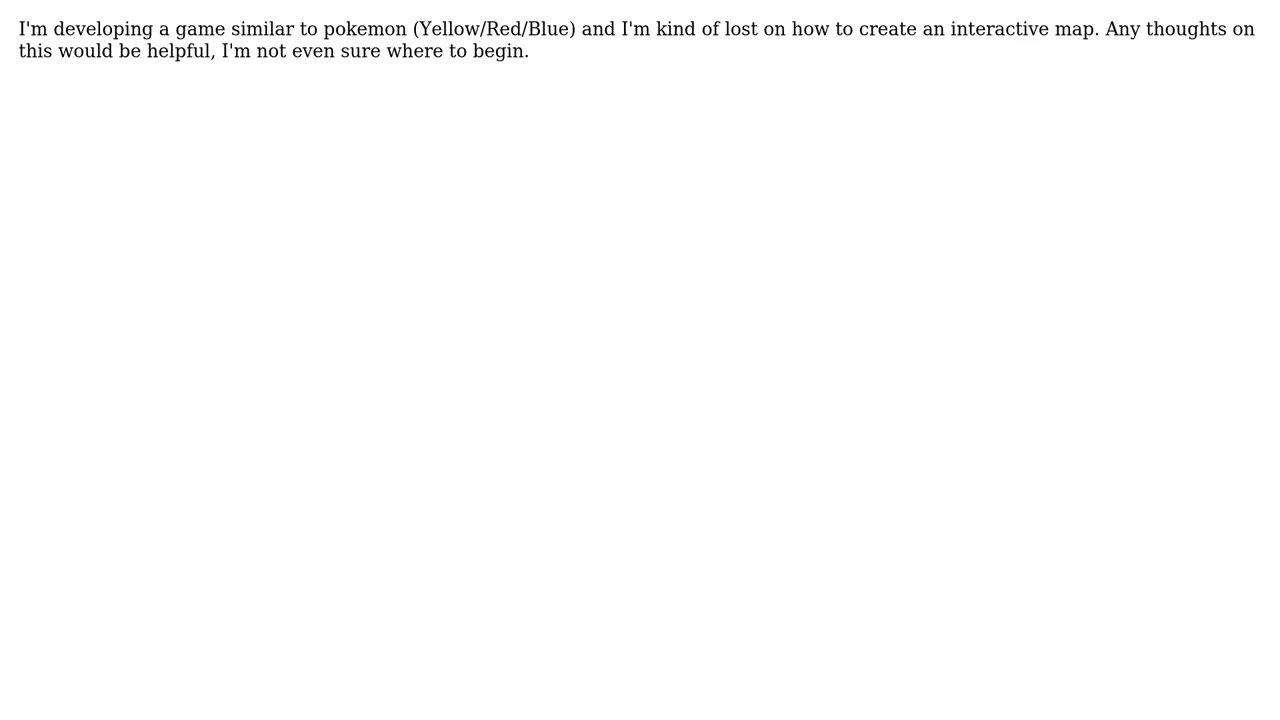 I'm developing a game similar to pokemon (Yellow/Red/Blue) and I'm kind of lost on how to create an interactive map. Any thoughts on
this would be helpful, I'm not even sure where to begin.